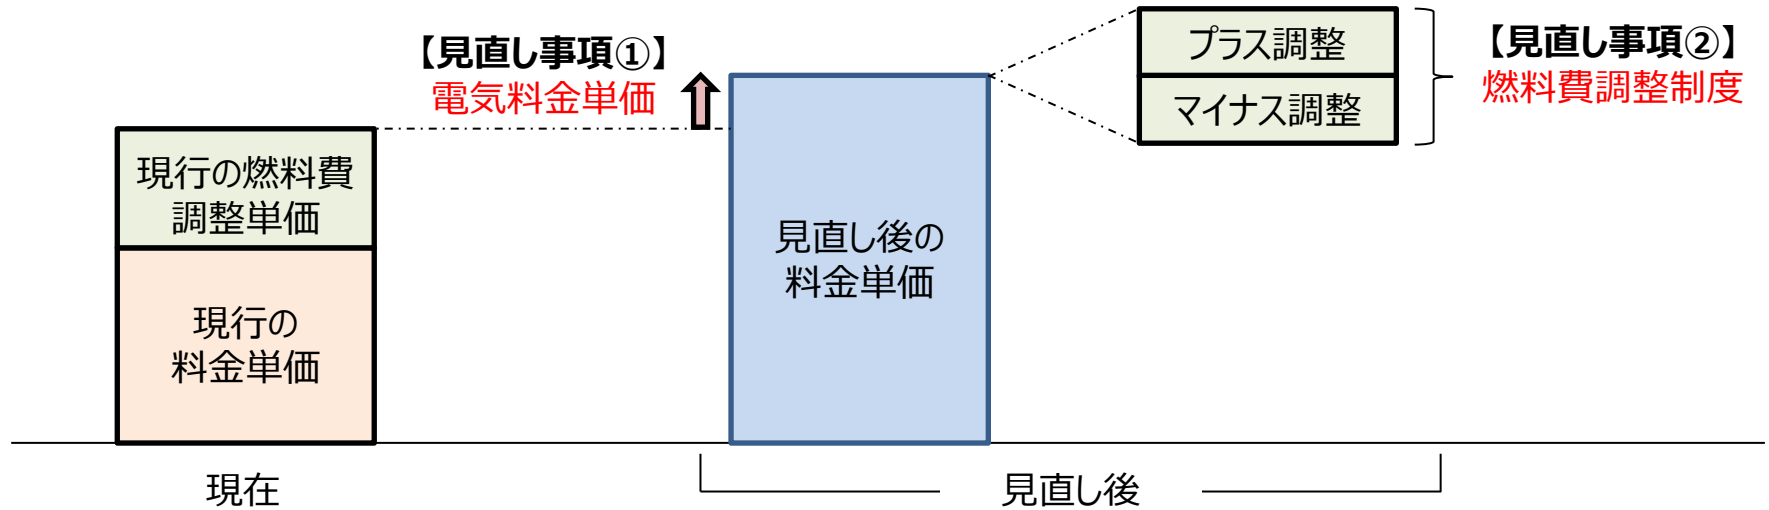 【見直し事項①】
電気料金単価
プラス調整
マイナス調整
【見直し事項②】
燃料費調整制度
現行の燃料費
調整単価
現行の
料金単価
見直し後の
料金単価
現在
見直し後